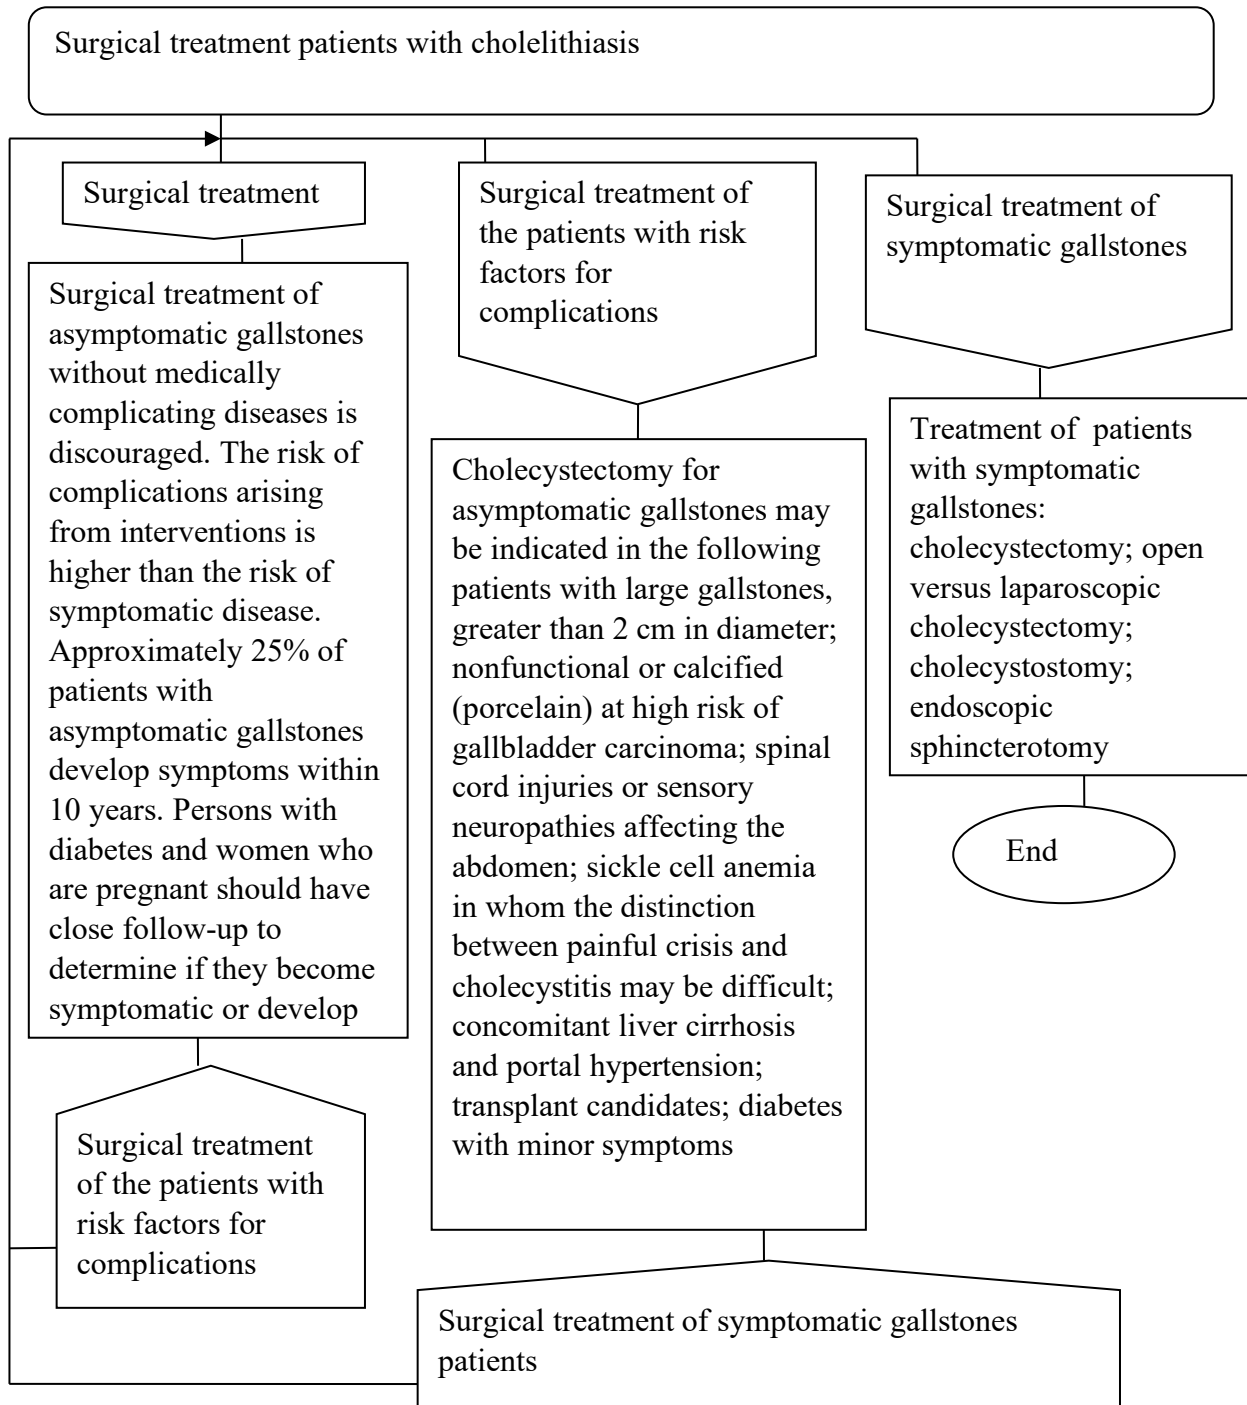 Surgical treatment patients with cholelithiasis
Surgical treatment
Surgical treatment of
asymptomatic gallstones
without medically
complicating diseases is
discouraged. The risk of
complications arising
from interventions is
higher than the risk of
symptomatic disease.
Approximately 25% of
patients with
asymptomatic gallstones
develop symptoms within
10 years. Persons with
diabetes and women who
are pregnant should have
close follow-up to
determine if they become
symptomatic or develop
Surgical treatment
of the patients with
risk factors for
complications
Surgical treatment of
the patients with risk
factors for
complications
Cholecystectomy for
asymptomatic gallstones may
be indicated in the following
patients with large gallstones,
greater than 2 cm in diameter;
nonfunctional or calcified
(porcelain) at high risk of
gallbladder carcinoma; spinal
cord injuries or sensory
neuropathies affecting the
abdomen; sickle cell anemia
in whom the distinction
between painful crisis and
cholecystitis may be difficult;
concomitant liver cirrhosis
and portal hypertension;
transplant candidates; diabetes
with minor symptoms
Surgical treatment of symptomatic gallstones
patients
Surgical treatment of
symptomatic gallstones
Treatment of  patients
with symptomatic
gallstones:
cholecystectomy; open
versus laparoscopic
cholecystectomy;
cholecystostomy;
endoscopic
sphincterotomy
End